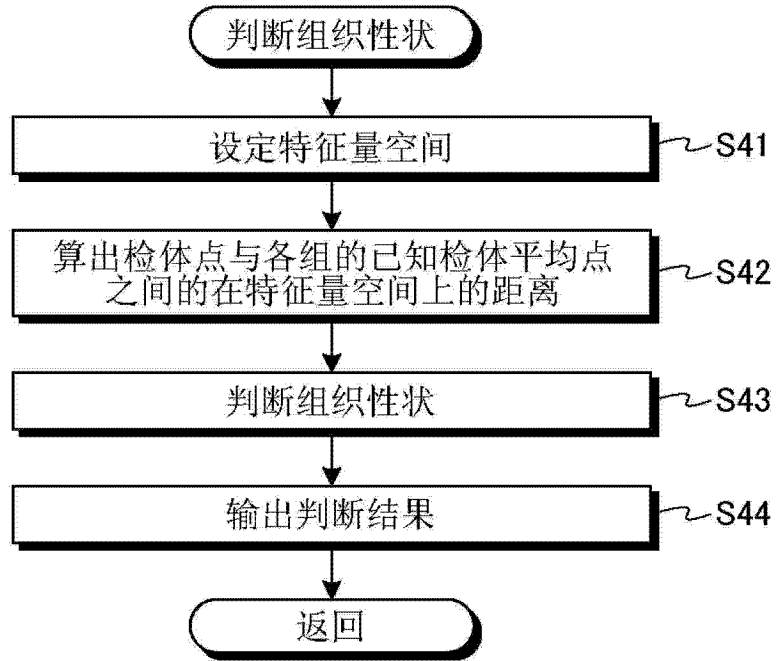 判断组织性状
设定特征量空间
S41
算出检体点与各组的已知检体平均点
之间的在特征量空间上的距离
S42
判断组织性状
S43
输出判断结果
S44
返回